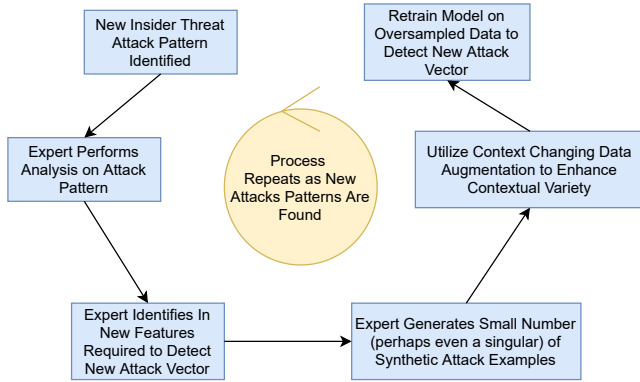 New Insider Threat
Attack Pattern
Identified
Expert Performs
Analysis on Attack
Pattern
Expert Identifies In
New Features
Required to Detect
New Attack Vector
Expert Generates Small Number
(perhaps even a singular) of
Synthetic Attack Examples
Utilize Context Changing Data
Augmentation to Enhance
Contextual Variety
Retrain Model on
Oversampled Data to
Detect New Attack
Vector
Process
Repeats as New
Attacks Patterns Are
Found